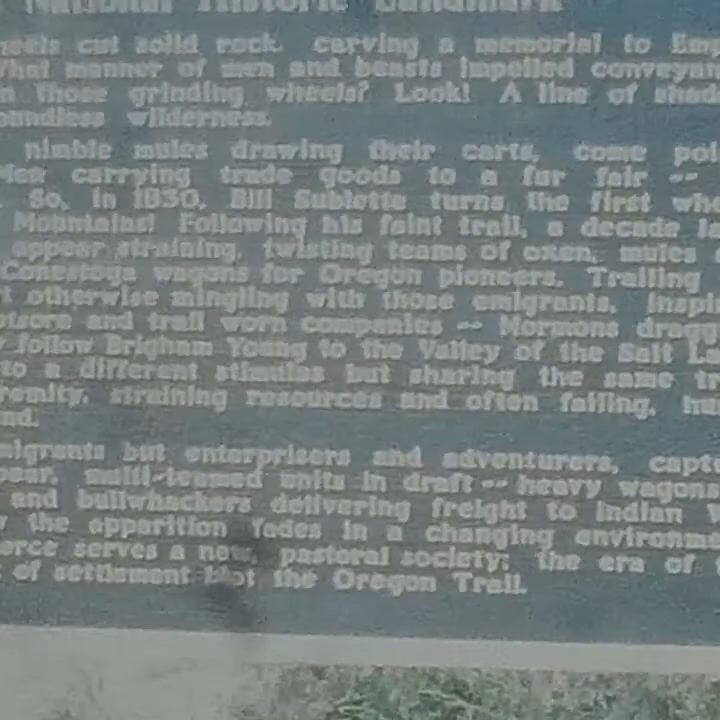 National Historic Landmark
heels cut solid rock, carving a memorial to Emp
What manner of men and beasts impelled conveyan
n those grinding wheels? Look! A line of shad
oundless wilderness.
nimble mules drawing their carts, come pol
Men carrying trade goods to a fur fair --
So, in 1830, Bill Sublette turns the first whe
Mountains! Following his faint trail, a decade la
appear straining, twisting teams of oxen, mules
Conestoga wagons for Oregon pioneers. Trailing
t otherwise mingling with those emigrants, inspi
otsore and trail worn companies -- Mormons dragg
follow Brigham Young to the Valley of the Salt La
to a different stimulus but sharing the same tr
remity, straining resources and often failing, hu
nd.
migrants but enterprisers and adventurers, captu
pear, multi-teamed units in draft -- heavy wagons
and bullwhackers delivering freight to Indian W
the apparition fades in a changing environme
orce serves a new, pastoral society; the era of
of settlement blot the Oregon Trail.